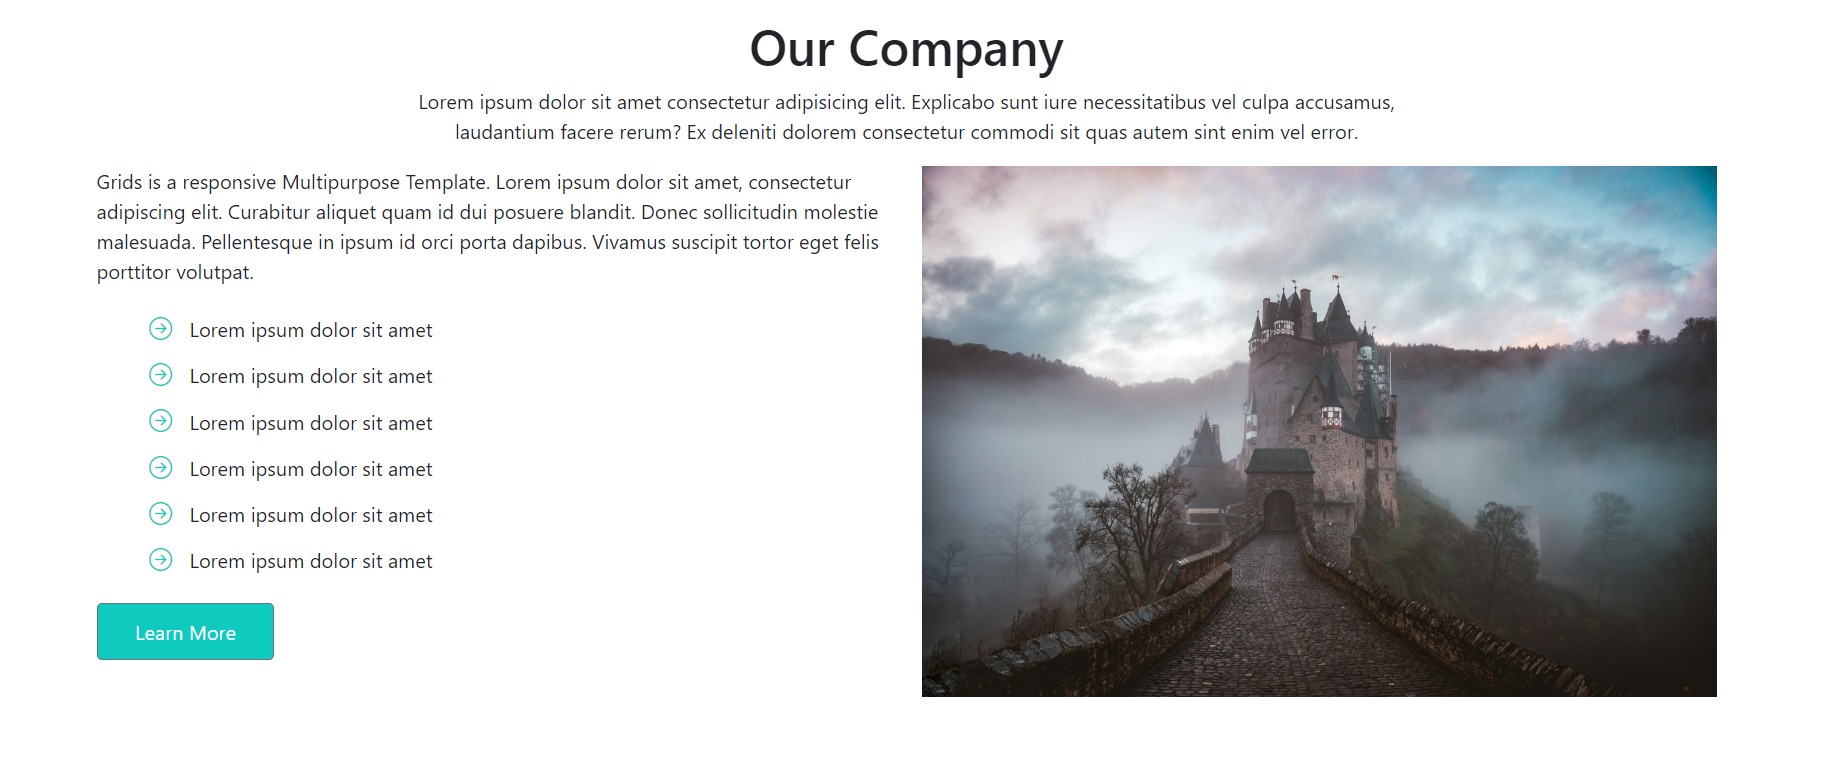 Our Company
Lorem ipsum dolor sit amet consectetur adipisicing elit. Explicabo sunt iure necessitatibus vel culpa accusamus,
laudantium facere rerum? Ex deleniti dolorem consectetur commodi sit quas autem sint enim vel error.
Grids is a responsive Multipurpose Template. Lorem ipsum dolor sit amet, consectetur
adipiscing elit. Curabitur aliquet quam id dui posuere blandit. Donec sollicitudin molestie
malesuada. Pellentesque in ipsum id orci porta dapibus. Vivamus suscipit tortor eget felis
porttitor volutpat.
Lorem ipsum dolor sit amet
Lorem ipsum dolor sit amet
Lorem ipsum dolor sit amet
Lorem ipsum dolor sit amet
Lorem ipsum dolor sit amet
Lorem ipsum dolor sit amet
Learn More